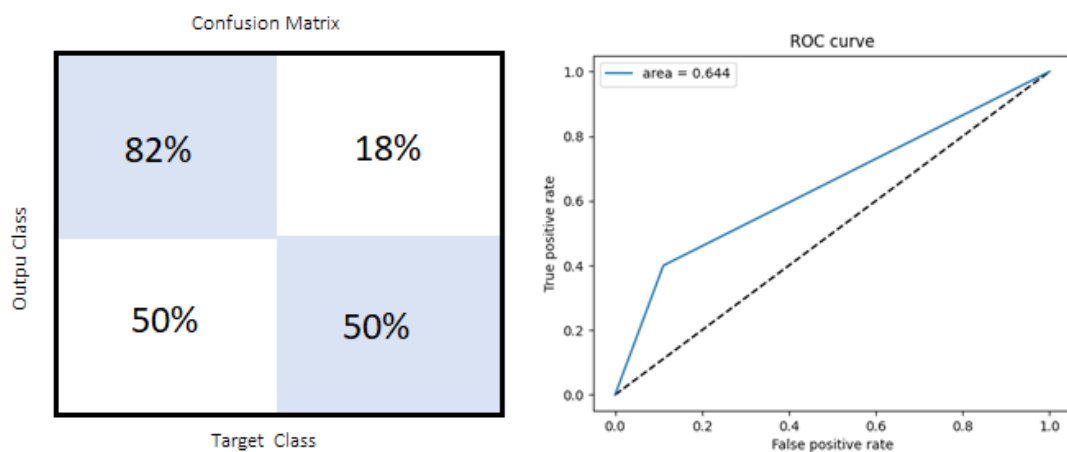 Confusion Matrix
82%
18%
50%
50%
Outpu Class
Target Class
ROC curve
area = 0.644
1.0
0.8
0.6
0.4
0.2
0.0
True positive rate
0.0
0.2
0.4
0.6
0.8
1.0
False positive rate